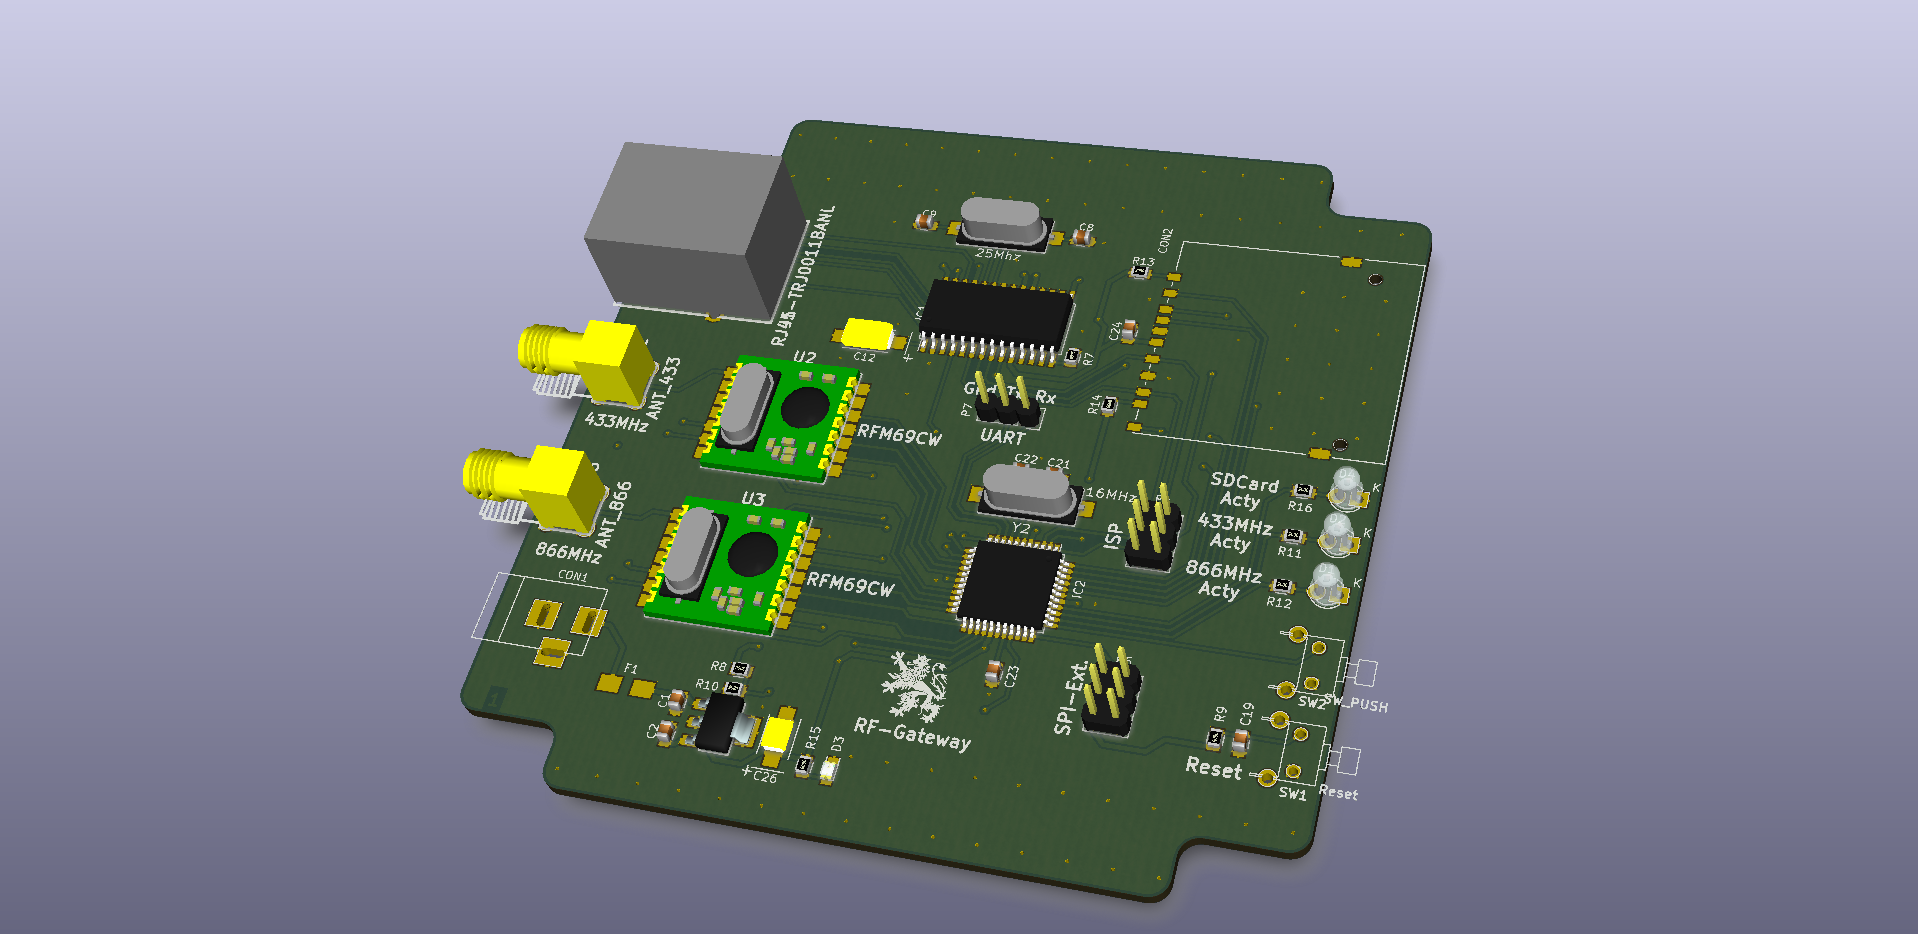 C9
C8
25Mhz
CON2
R13
RJ45-TRJ0011BANL
C24
C12
+
R7
U2
ANT_433
433MHz
RFM69CW
P7
UART
R14
C22
C21
16MHz
Y2
ISP
SDCard
Acty
R16
K
433MHz
Acty
R11
K
866MHz
Acty
R12
K
U3
ANT_866
866MHz
RFM69CW
IC2
CON1
F1
R8
R10
C1
C2
C23
RF-Gateway
SPI-Ext.
+
C26
R15
D3
SW2
SW_PUSH
R9
C19
Reset
SW1
Reset
1